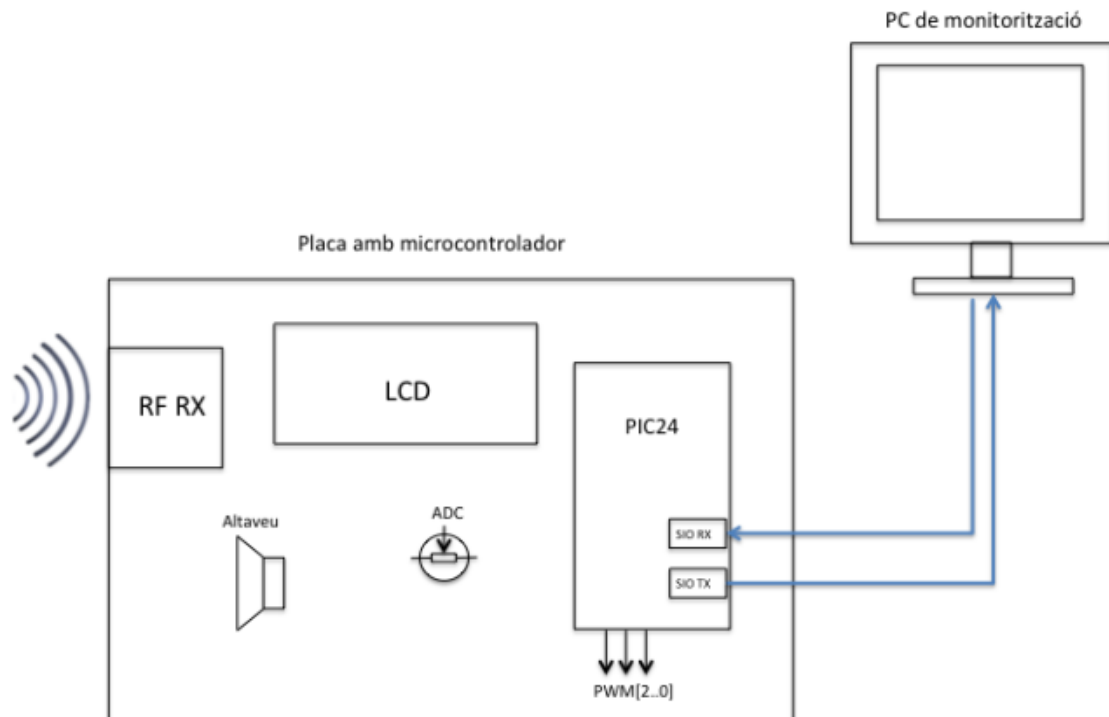 PC de monitorització
Placa amb microcontrolador
RF RX
LCD
PIC24
Altaveu
ADC
SIO RX
SIO TX
PWM[2..0]